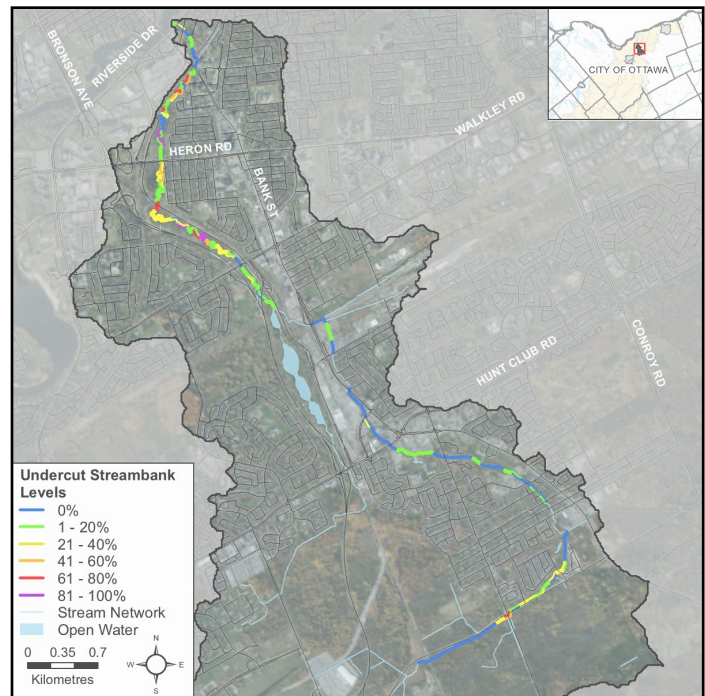 BRONSON AVE
RIVERSIDE DR
CITY OF OTTAWA
WALKLEY RD
HERON RD
BANK ST
HUNT CLUB RD
CONROY RD
Undercut Streambank
Levels
0%
1 - 20%
21 - 40%
41 - 60%
61 - 80%
81 - 100%
Stream Network
Open Water
0 0.35 0.7
Kilometres
N
W E
S